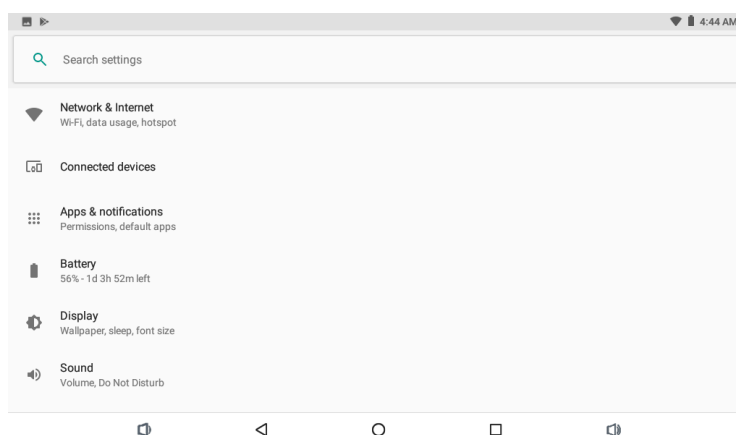 4:44 AM
Search settings
Network & Internet
Wi-Fi, data usage, hotspot
Connected devices
Apps & notifications
Permissions, default apps
Battery
56% - 1d 3h 52m left
Display
Wallpaper, sleep, font size
Sound
Volume, Do Not Disturb